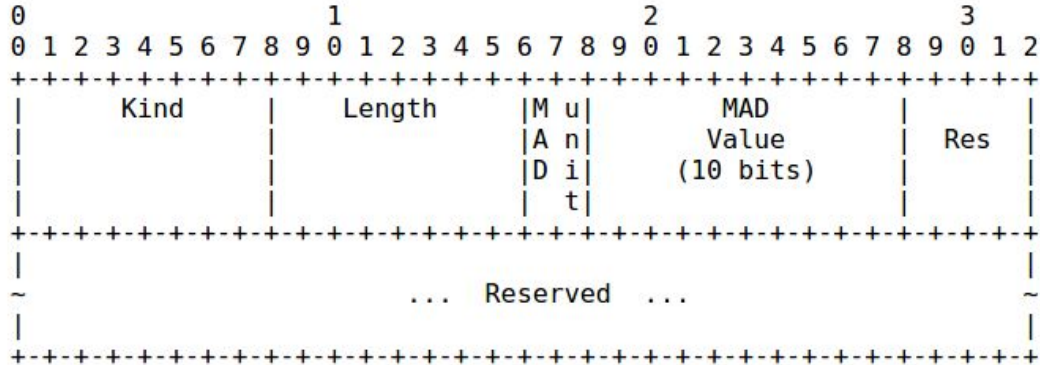 0                   1                   2                   3
0 1 2 3 4 5 6 7 8 9 0 1 2 3 4 5 6 7 8 9 0 1 2 3 4 5 6 7 8 9 0 1 2
+-+-+-+-+-+-+-+-+-+-+-+-+-+-+-+-+-+-+-+-+-+-+-+-+-+-+-+-+-+-+-+-+
|      Kind     |    Length     |M u|        MAD        |       |
|               |               |A n|       Value       |  Res  |
|               |               |D i|     (10 bits)     |       |
|               |               |  t|                   |       |
+-+-+-+-+-+-+-+-+-+-+-+-+-+-+-+-+-+-+-+-+-+-+-+-+-+-+-+-+-+-+-+-+
|                                                               |
~                        ...  Reserved  ...                     ~
|                                                               |
+-+-+-+-+-+-+-+-+-+-+-+-+-+-+-+-+-+-+-+-+-+-+-+-+-+-+-+-+-+-+-+-+